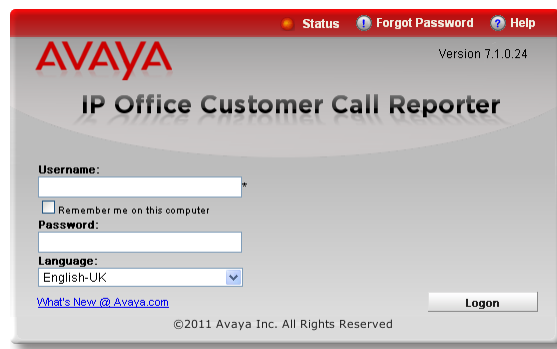 Status ! Forgot Password ? Help
AVAYA
Version 7.1.0.24
IP Office Customer Call Reporter
Username:
*
Remember me on this computer
Password:
Language:
English-UK
What's New @ Avaya.com
Logon
©2011 Avaya Inc. All Rights Reserved